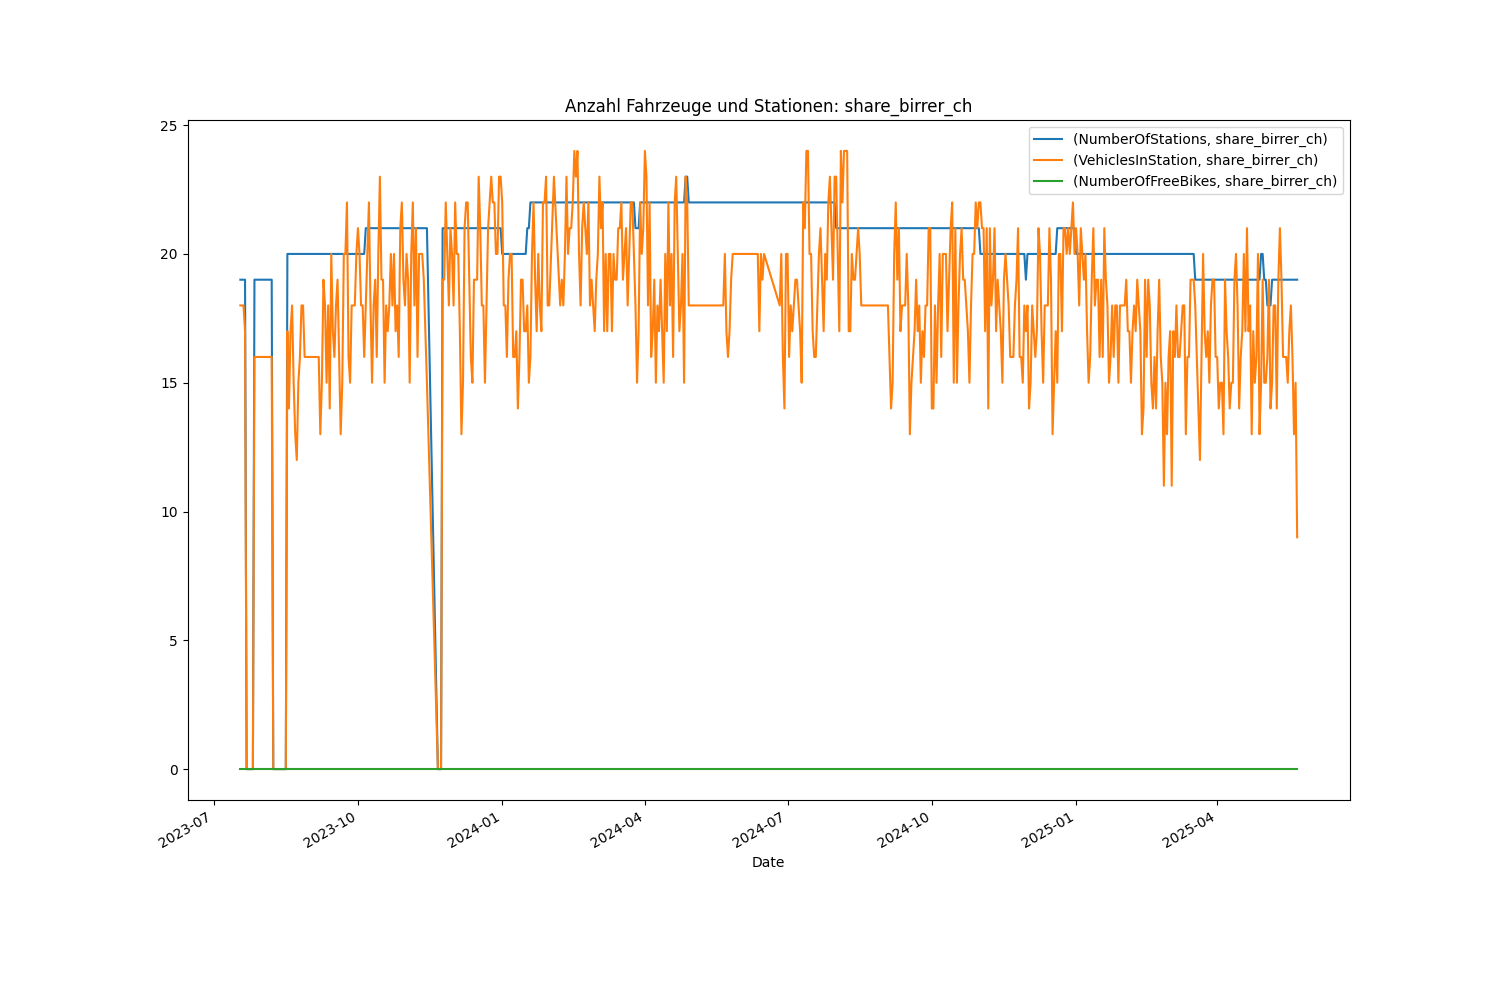 Anzahl Fahrzeuge und Stationen: share_birrer_ch
(NumberOfStations, share_birrer_ch)
(VehiclesInStation, share_birrer_ch)
(NumberOfFreeBikes, share_birrer_ch)
25
20
15
10
5
0
2023-07
2023-10
2024-01
2024-04
2024-07
2024-10
2025-01
2025-04
Date